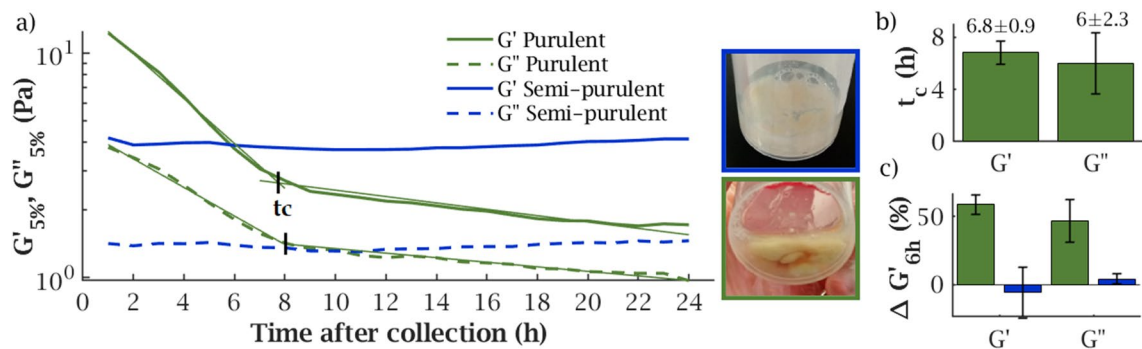 a)
G'5%, G''5% (Pa)
10¹
10⁰
0 2 4 6 8 10 12 14 16 18 20 22 24
Time after collection (h)
G' Purulent
G'' Purulent
G' Semi-purulent
G'' Semi-purulent
tc
b)
6.8±0.9 6±2.3
tc (h)
8
4
0
G' G''
c)
Δ G'6h (%)
50
0
G' G''